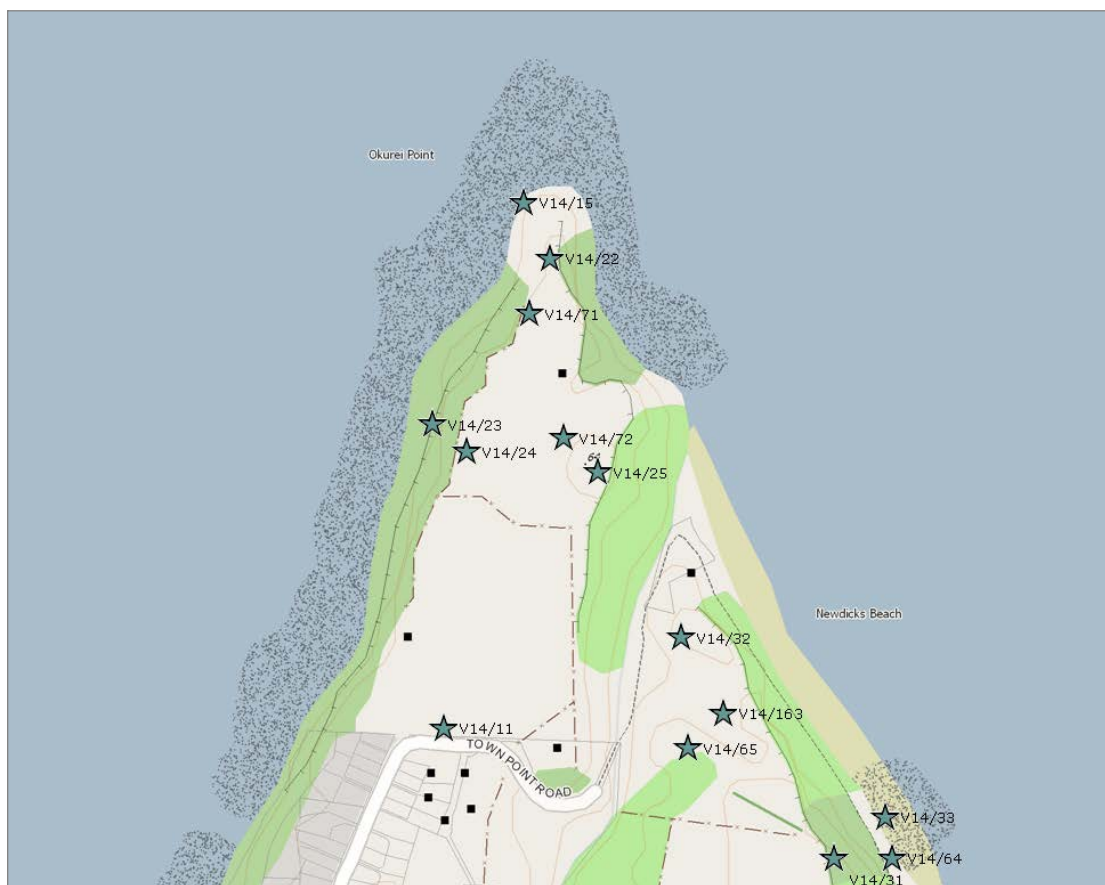 Okurei Point
V14/15
V14/22
V14/71
V14/23
V14/24
V14/72
.61
V14/25
Newdicks Beach
V14/32
V14/163
V14/65
V14/11
TOWN POINT ROAD
V14/33
V14/64
V14/31